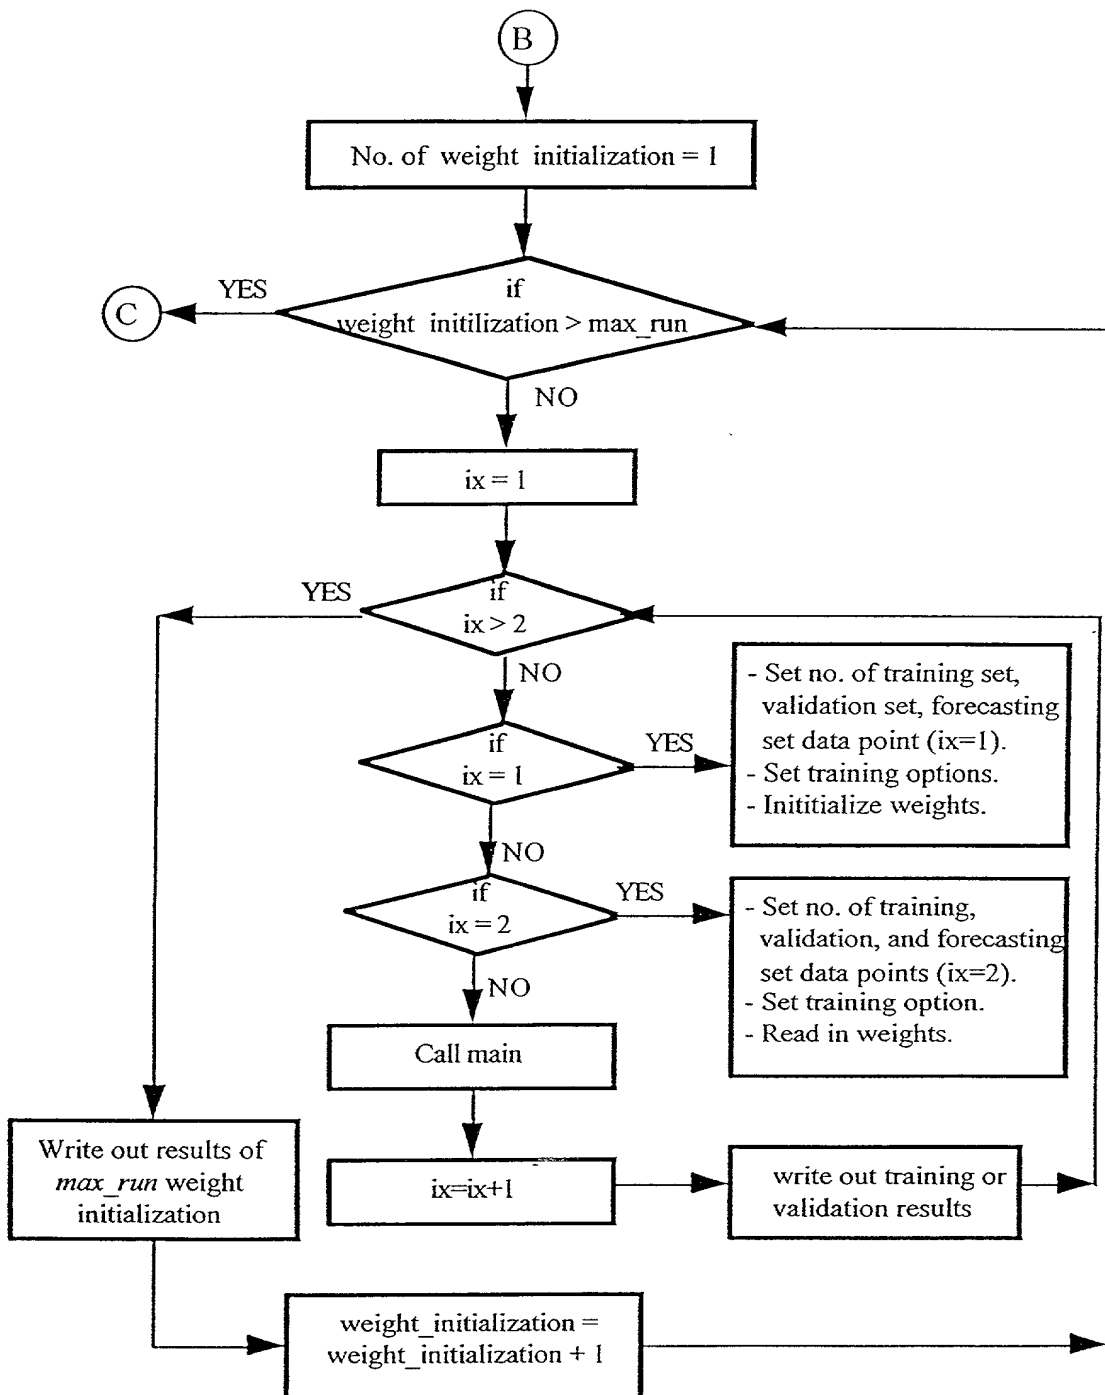 B
No. of weight initialization = 1
if
weight initilization > max_run
YES
C
NO
ix = 1
if
ix > 2
YES
NO
if
ix = 1
YES
- Set no. of training set,
validation set, forecasting
set data point (ix=1).
- Set training options.
- Inititialize weights.
NO
if
ix = 2
YES
- Set no. of training,
validation, and forecasting
set data points (ix=2).
- Set training option.
- Read in weights.
NO
Call main
ix=ix+1
write out training or
validation results
Write out results of
max_run weight
initialization
weight_initialization =
weight_initialization + 1